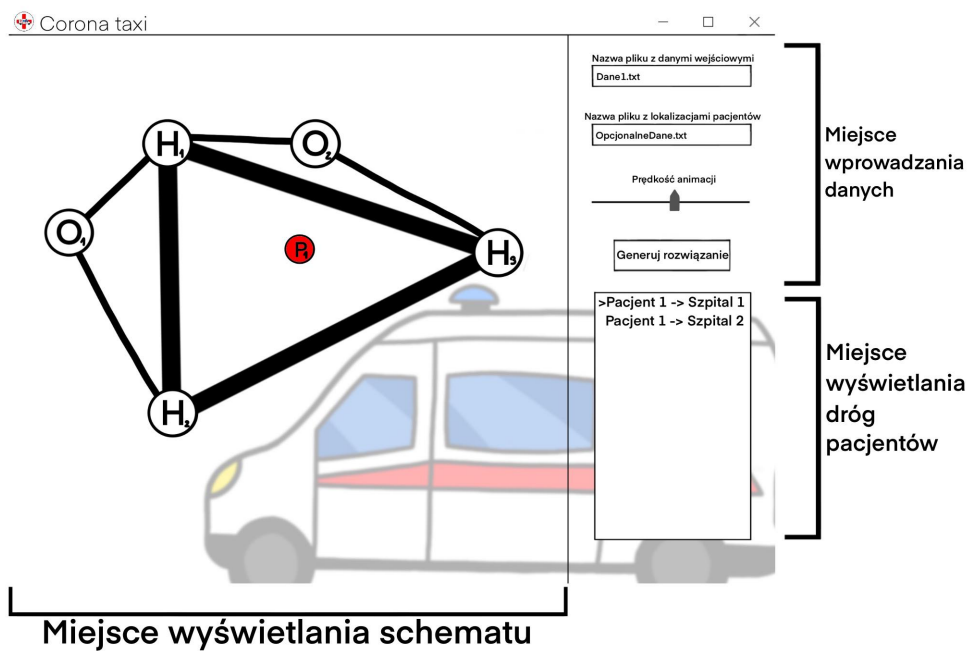 Corona taxi
Nazwa pliku z danymi wejściowymi
Dane1.txt
Nazwa pliku z lokalizacjami pacjentów
OpcjonalneDane.txt
Prędkość animacji
Generuj rozwiązanie
>Pacjent 1 -> Szpital 1
Pacjent 1 -> Szpital 2
Miejsce
wprowadzania
danych
Miejsce
wyświetlania
dróg
pacjentów
H1
O2
O1
P1
H3
H2
Miejsce wyświetlania schematu